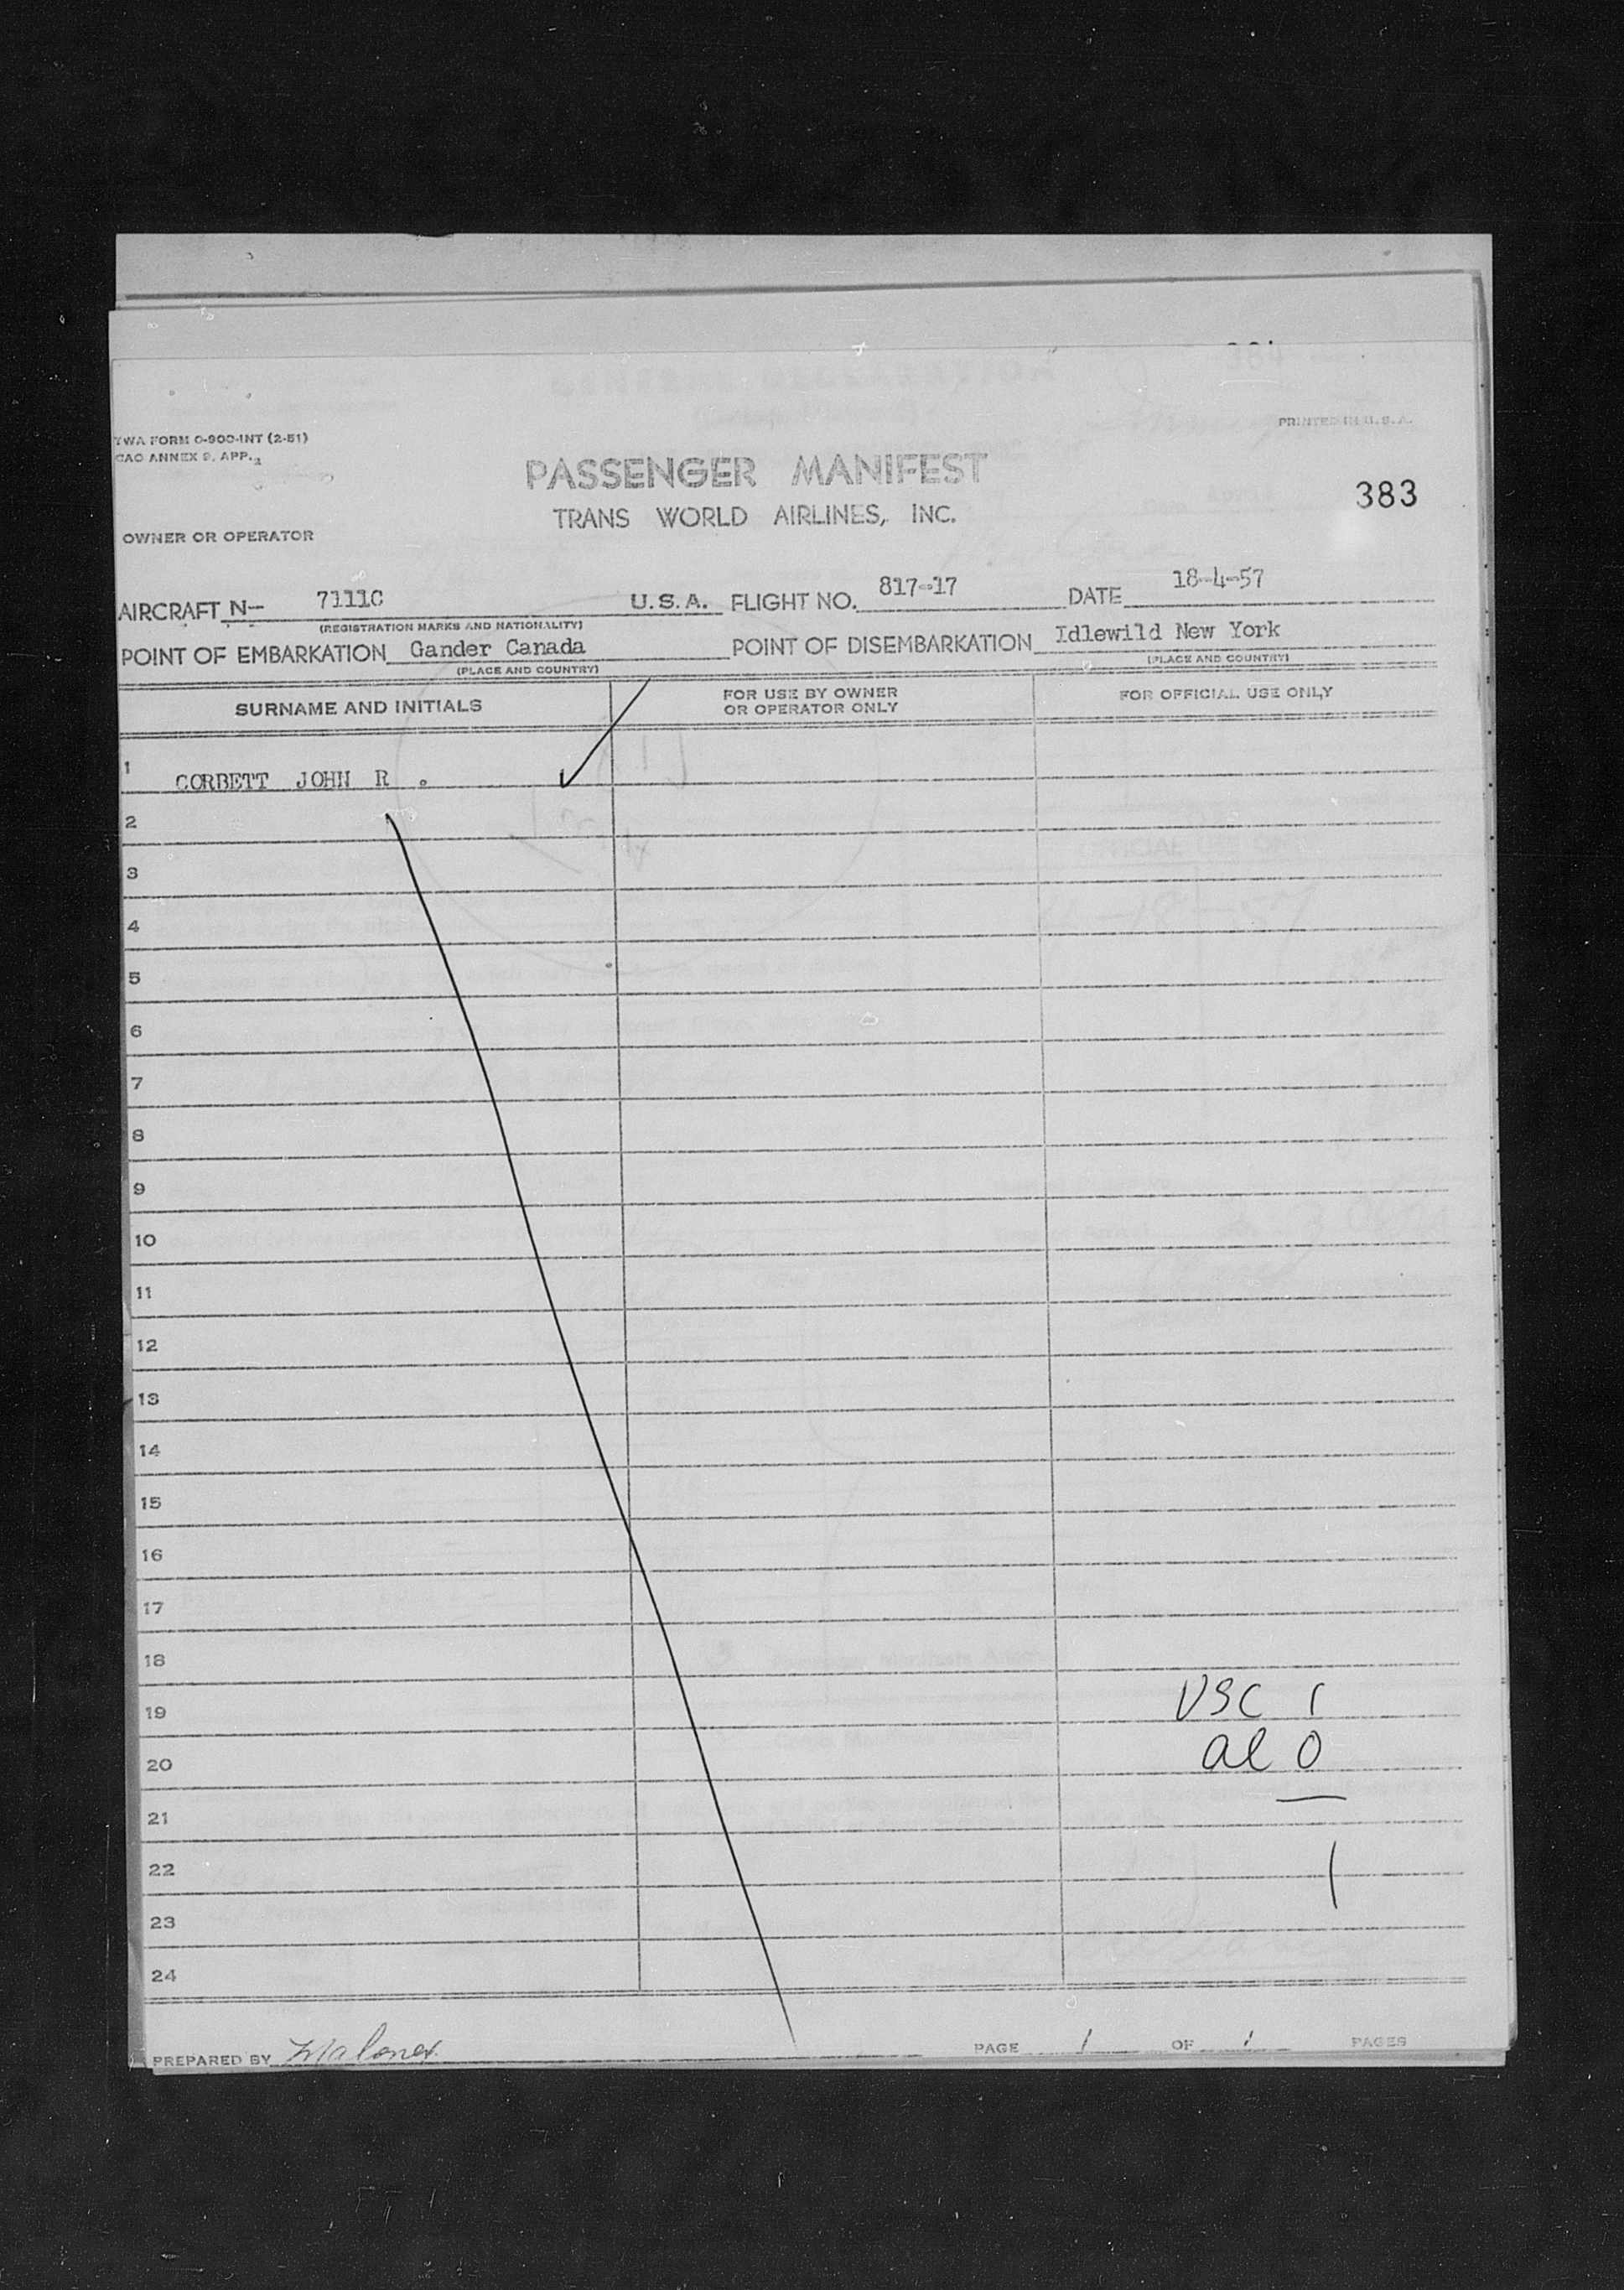 TWA FORM O-900-INT (2-51)
PRINTED IN U.S.A.
CAO ANNEX 9, APP. 2
PASSENGER MANIFEST
383
TRANS WORLD AIRLINES, INC.
OWNER OR OPERATOR
AIRCRAFT N- 7111C U.S.A. FLIGHT NO. 817-17 DATE 18-4-57
(REGISTRATION MARKS AND NATIONALITY)
POINT OF EMBARKATION Gander Canada POINT OF DISEMBARKATION Idlewild New York
(PLACE AND COUNTRY) (PLACE AND COUNTRY)
SURNAME AND INITIALS FOR USE BY OWNER OR OPERATOR ONLY FOR OFFICIAL USE ONLY
1 CORBETT JOHN R .
2
3
4
5
6
7
8
9
10
11
12
13
14
15
16
17
18
19 USC 1
20 al 0
21
22 1
23
24
PREPARED BY Maloney PAGE 1 OF 1 PAGES